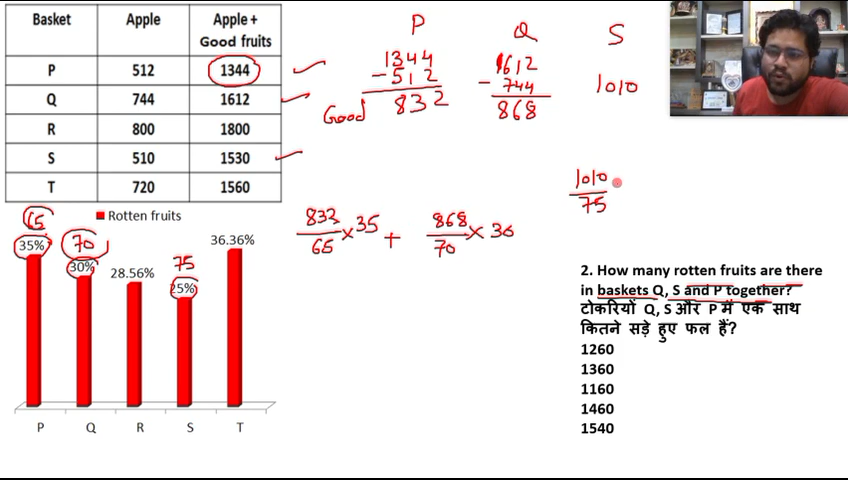 Basket Apple Apple + Good fruits
P 512 1344
Q 744 1612
R 800 1800
S 510 1530
T 720 1560
P Q S
1344 1612 1010
-512 - 744
Good 832 868
1010
75
65 70 75
Rotten fruits
35% 30% 28.56% 25% 36.36%
P Q R S T
832 868
65 ×35 + 70 × 30
2. How many rotten fruits are there
in baskets Q, S and P together?
टोकरियों Q, S और P में एक साथ
कितने सड़े हुए फल हैं?
1260
1360
1160
1460
1540